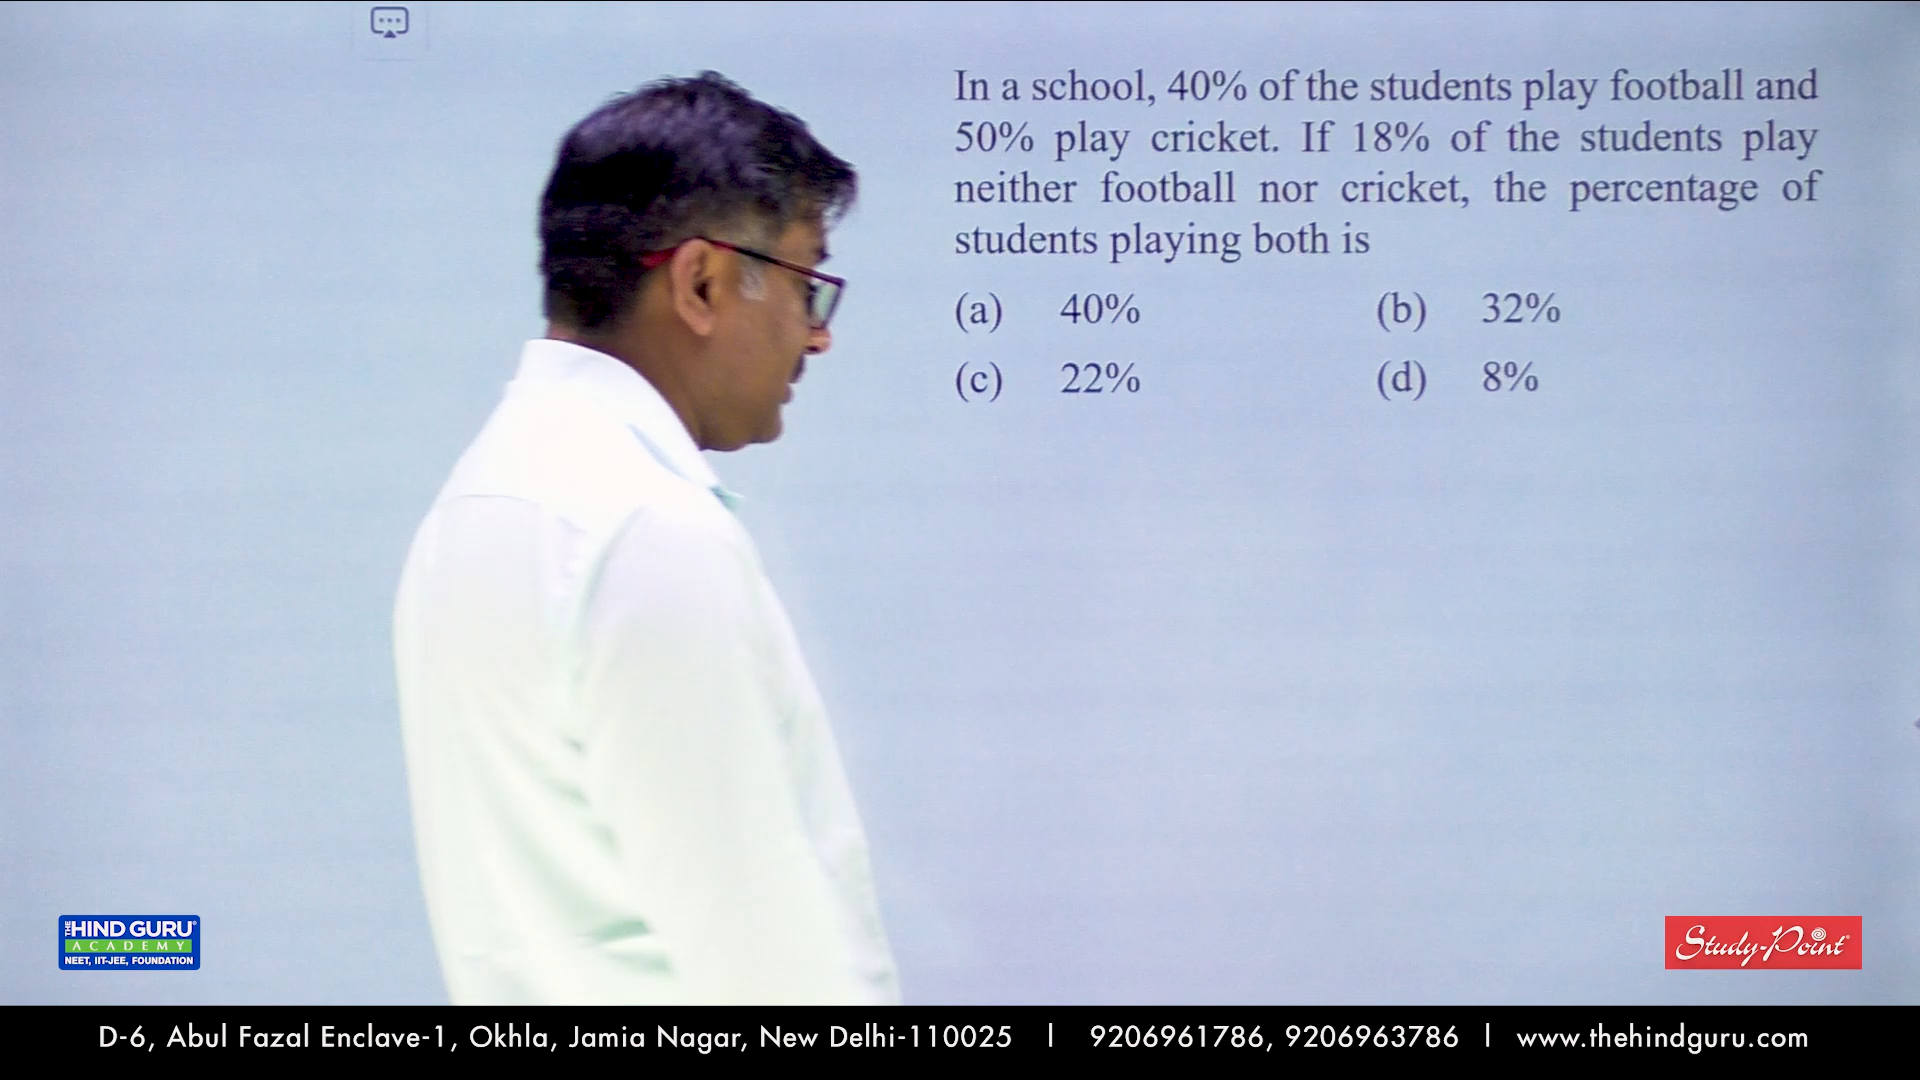 In a school, 40% of the students play football and
50% play cricket. If 18% of the students play
neither football nor cricket, the percentage of
students playing both is
(a) 40% (b) 32%
(c) 22% (d) 8%
THE HIND GURU
ACADEMY
NEET, IIT-JEE, FOUNDATION
Study-Point
D-6, Abul Fazal Enclave-1, Okhla, Jamia Nagar, New Delhi-110025 | 9206961786, 9206963786 | www.thehindguru.com